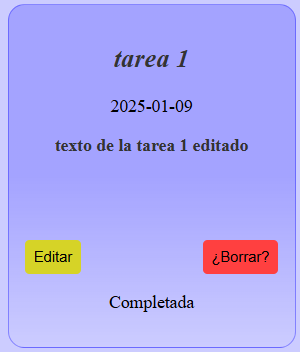 tarea 1
2025-01-09
texto de la tarea 1 editado
Editar ¿Borrar?
Completada